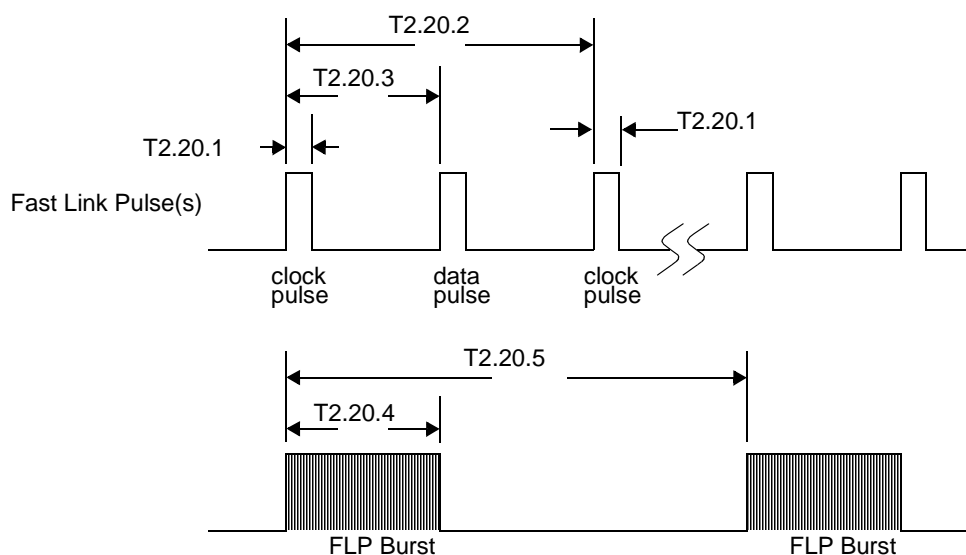 T2.20.2
T2.20.3
T2.20.1
T2.20.1
Fast Link Pulse(s)
clock
pulse
data
pulse
clock
pulse
T2.20.5
T2.20.4
FLP Burst
FLP Burst